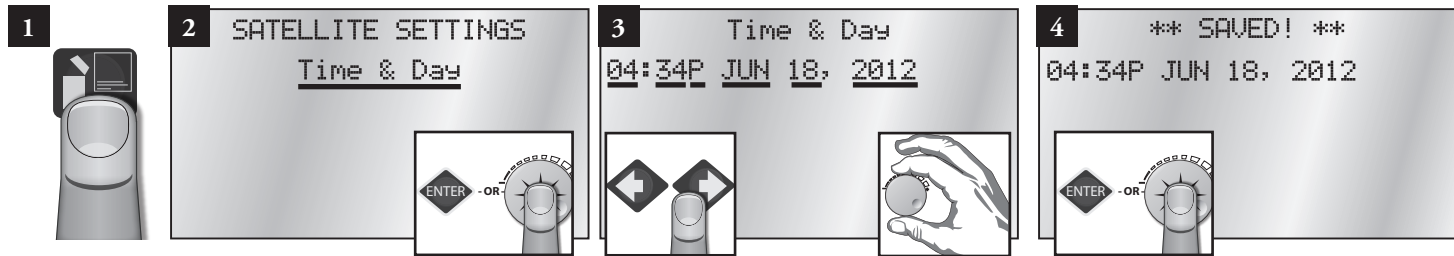 1
2
SATELLITE SETTINGS
Time & Day
ENTER
- OR-
3
Time & Day
04:34P JUN 18, 2012
4
** SAVED! **
04:34P JUN 18, 2012
ENTER
-OR-